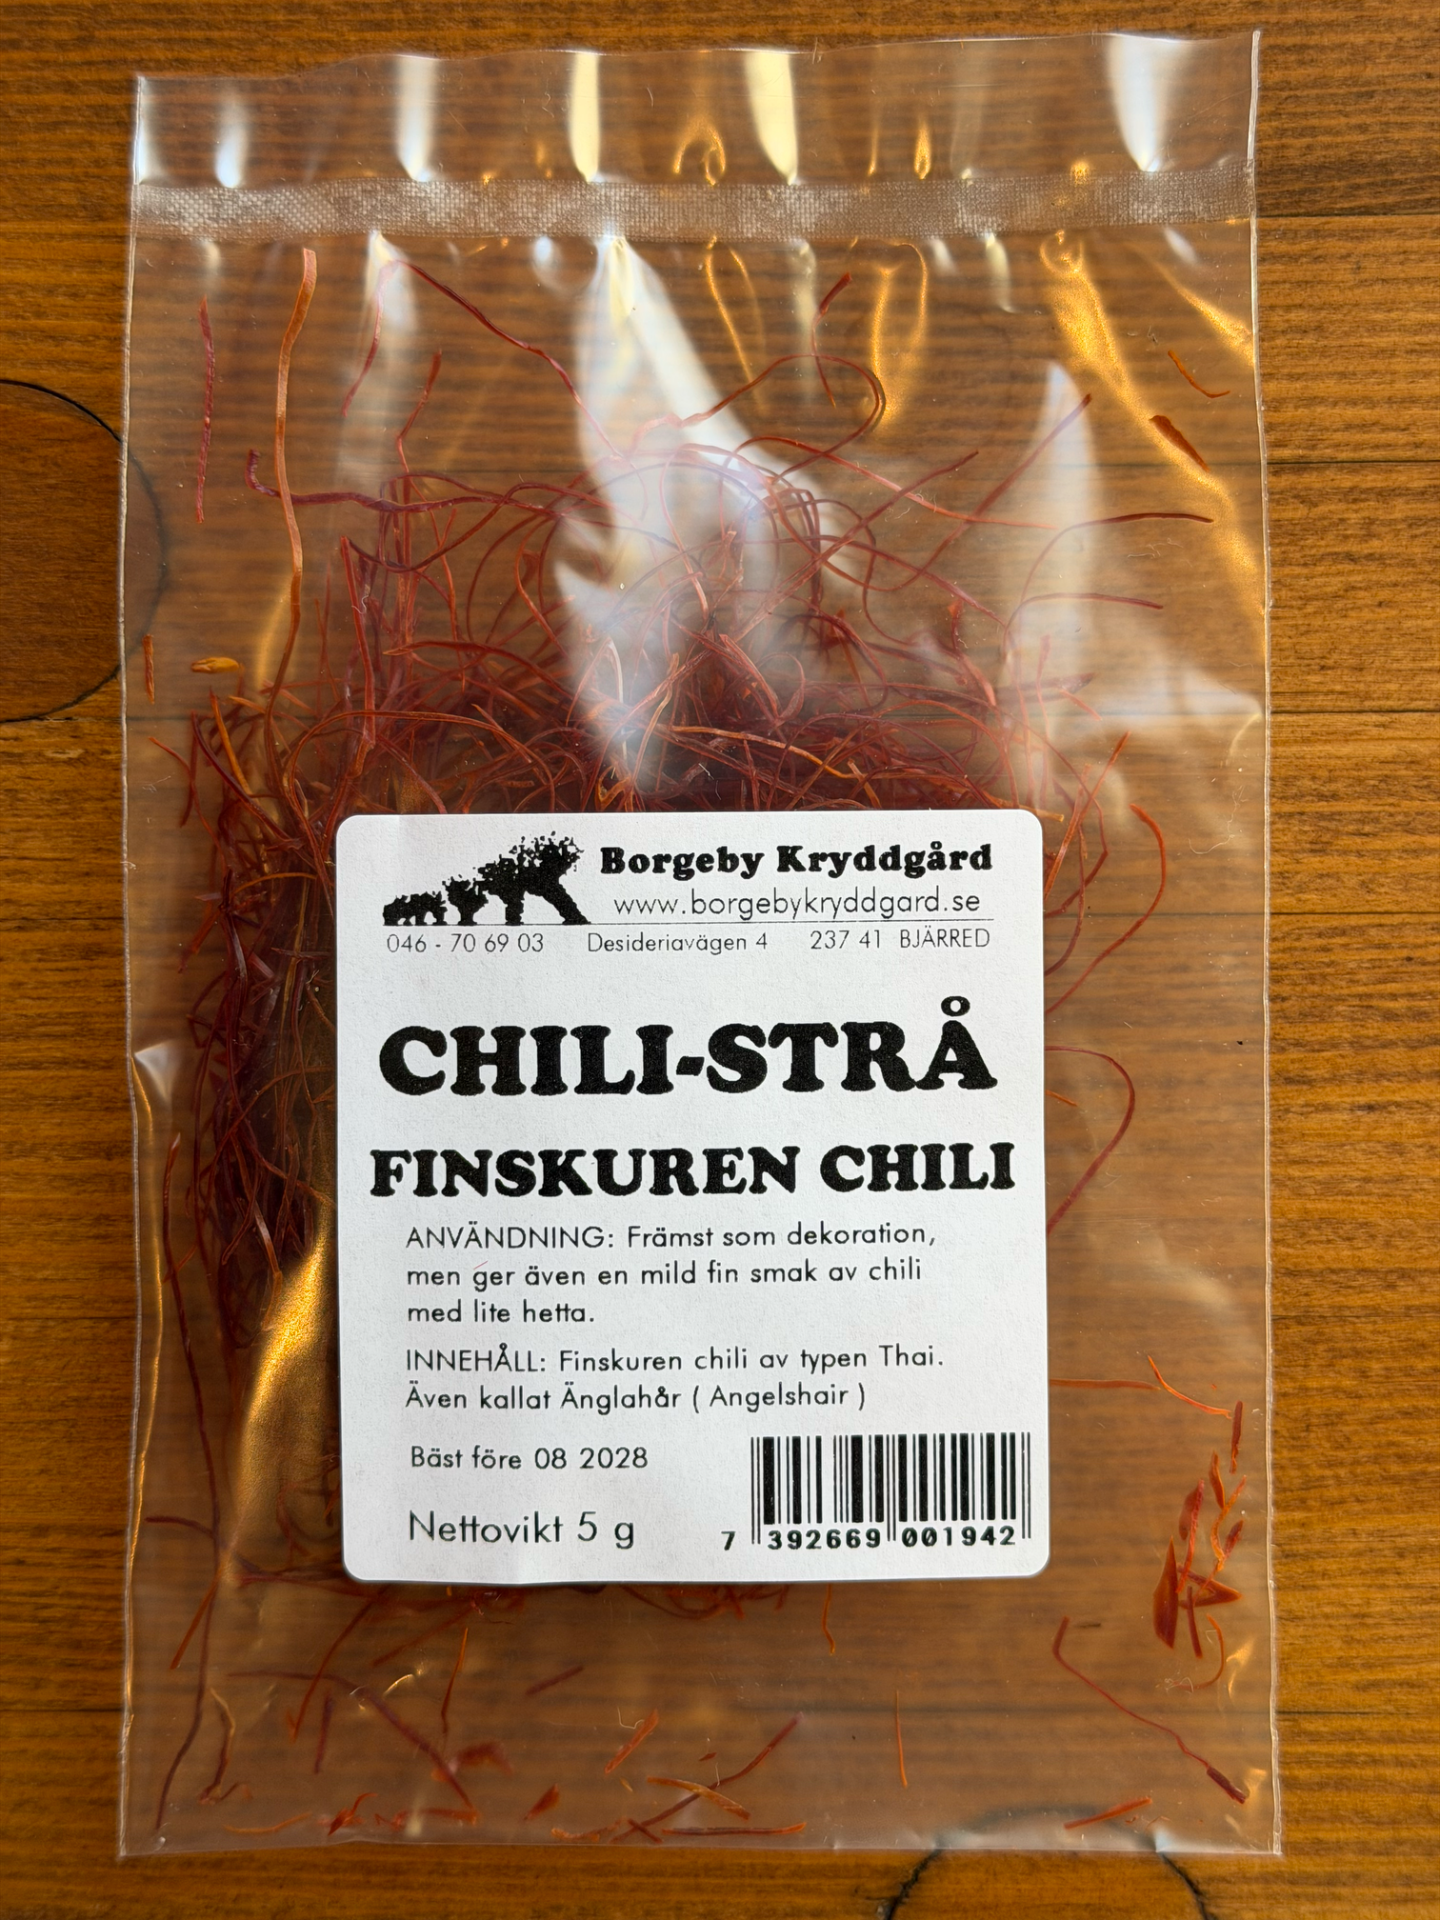 Borgeby Kryddgård
www.borgebykryddgard.se
046 - 70 69 03 Desideriavägen 4 237 41 BJÄRRED
CHILI-STRÅ
FINSKUREN CHILI
ANVÄNDNING: Främst som dekoration,
men ger även en mild fin smak av chili
med lite hetta.
INNEHÅLL: Finskuren chili av typen Thai.
Även kallat Änglahår ( Angelshair )
Bäst före 08 2028
Nettovikt 5 g
7 392669 001942